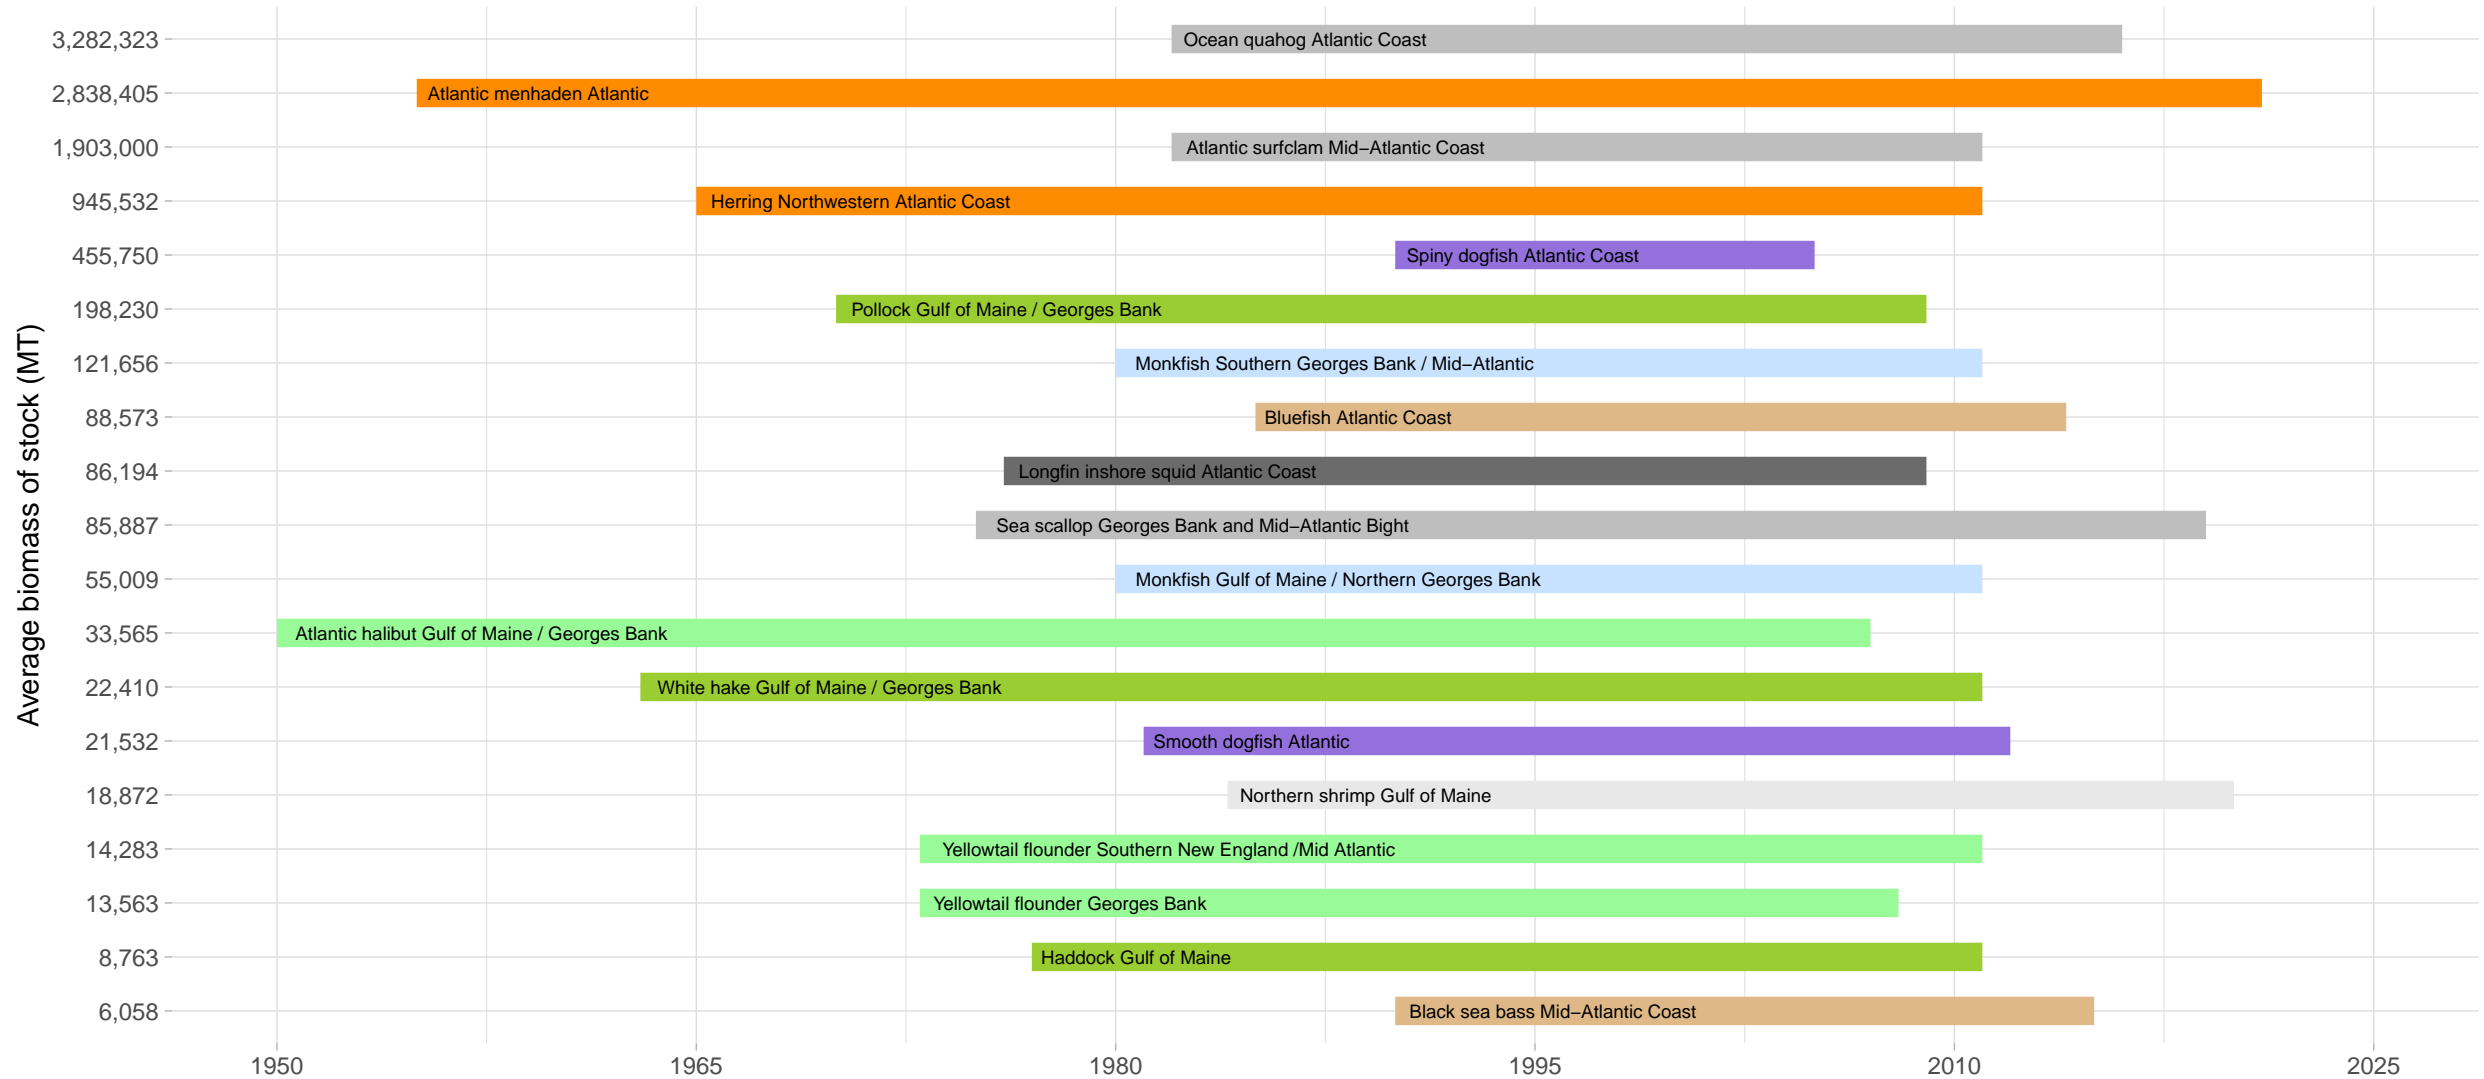 Average biomass of stock (MT)
3,282,323 Ocean quahog Atlantic Coast
2,838,405 Atlantic menhaden Atlantic
1,903,000 Atlantic surfclam Mid−Atlantic Coast
945,532 Herring Northwestern Atlantic Coast
455,750 Spiny dogfish Atlantic Coast
198,230 Pollock Gulf of Maine / Georges Bank
121,656 Monkfish Southern Georges Bank / Mid−Atlantic
88,573 Bluefish Atlantic Coast
86,194 Longfin inshore squid Atlantic Coast
85,887 Sea scallop Georges Bank and Mid−Atlantic Bight
55,009 Monkfish Gulf of Maine / Northern Georges Bank
33,565 Atlantic halibut Gulf of Maine / Georges Bank
22,410 White hake Gulf of Maine / Georges Bank
21,532 Smooth dogfish Atlantic
18,872 Northern shrimp Gulf of Maine
14,283 Yellowtail flounder Southern New England /Mid Atlantic
13,563 Yellowtail flounder Georges Bank
8,763 Haddock Gulf of Maine
6,058 Black sea bass Mid−Atlantic Coast
1950 1965 1980 1995 2010 2025